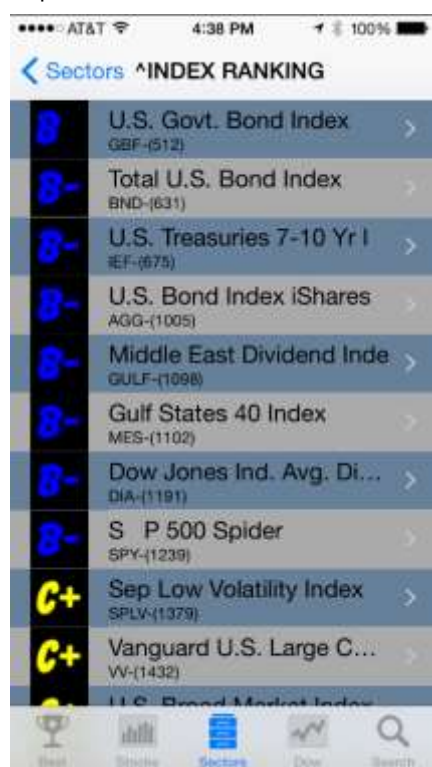 AT&T 4:38 PM 100%
Sectors ^INDEX RANKING
B U.S. Govt. Bond Index
GBF-(512)
B- Total U.S. Bond Index
BND-(631)
B- U.S. Treasuries 7-10 Yr I
IEF-(675)
B- U.S. Bond Index iShares
AGG-(1005)
B- Middle East Dividend Inde
GULF-(1098)
B- Gulf States 40 Index
MES-(1102)
B- Dow Jones Ind. Avg. Di...
DIA-(1191)
B- S P 500 Spider
SPY-(1239)
C+ Sep Low Volatility Index
SPLV-(1379)
C+ Vanguard U.S. Large C...
VV-(1432)
U.S. Broad Market Index
Best Stocks Sectors Dow Search